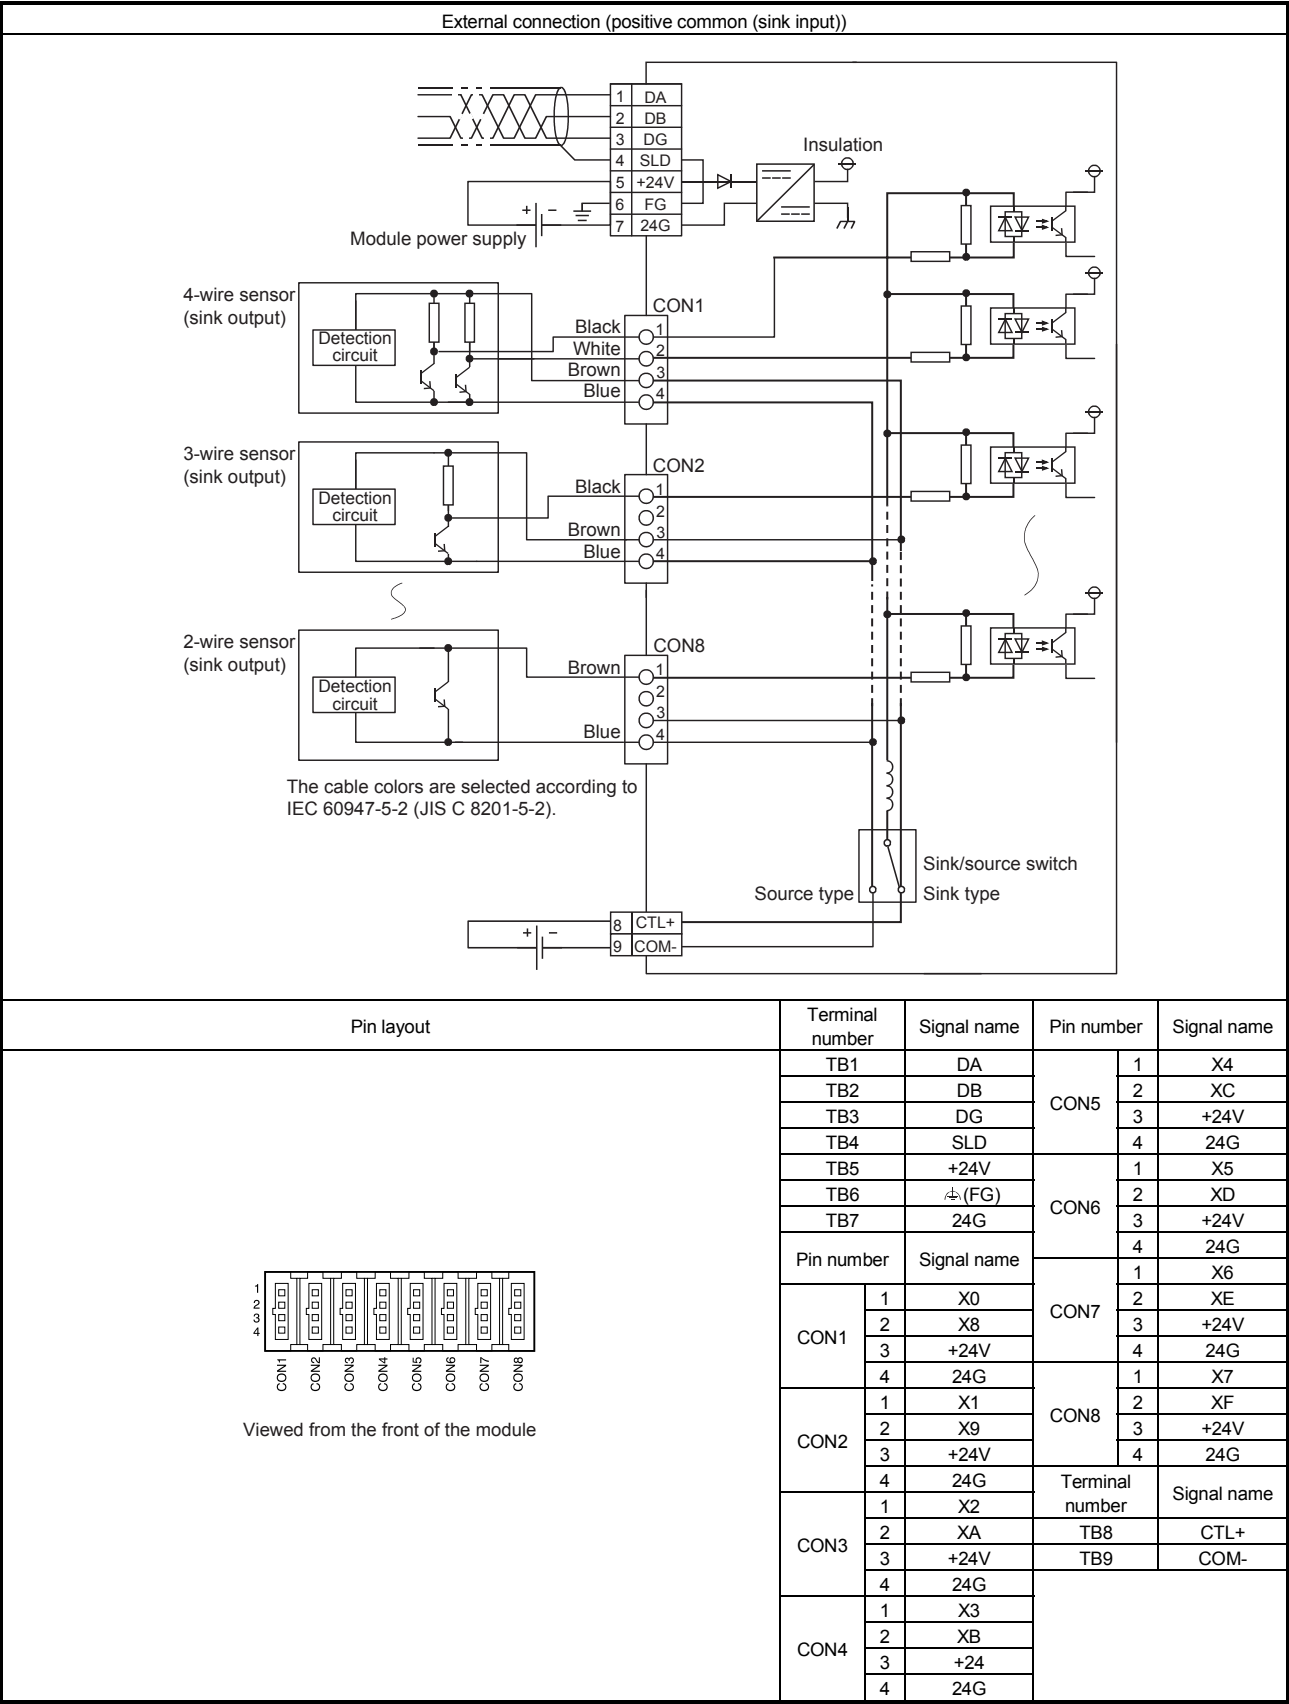 External connection (positive common (sink input))
1 DA
2 DB
3 DG
4 SLD
5 +24V
6 FG
7 24G
Insulation
+ −
Module power supply
4-wire sensor
(sink output)
Detection
circuit
Black
White
Brown
Blue
CON1
1
2
3
4
3-wire sensor
(sink output)
Detection
circuit
Black
Brown
Blue
CON2
1
2
3
4
2-wire sensor
(sink output)
Detection
circuit
Brown
Blue
CON8
1
2
3
4
The cable colors are selected according to
IEC 60947-5-2 (JIS C 8201-5-2).
Sink/source switch
Source type
Sink type
+ −
8 CTL+
9 COM-
Pin layout
1
2
3
4
CON1 CON2 CON3 CON4 CON5 CON6 CON7 CON8
Viewed from the front of the module
Terminal number Signal name
TB1 DA
TB2 DB
TB3 DG
TB4 SLD
TB5 +24V
TB6 (FG)
TB7 24G
Pin number Signal name
CON1
1 X0
2 X8
3 +24V
4 24G
CON2
1 X1
2 X9
3 +24V
4 24G
CON3
1 X2
2 XA
3 +24V
4 24G
CON4
1 X3
2 XB
3 +24
4 24G
Pin number Signal name
CON5
1 X4
2 XC
3 +24V
4 24G
CON6
1 X5
2 XD
3 +24V
4 24G
CON7
1 X6
2 XE
3 +24V
4 24G
CON8
1 X7
2 XF
3 +24V
4 24G
Terminal number Signal name
TB8 CTL+
TB9 COM-